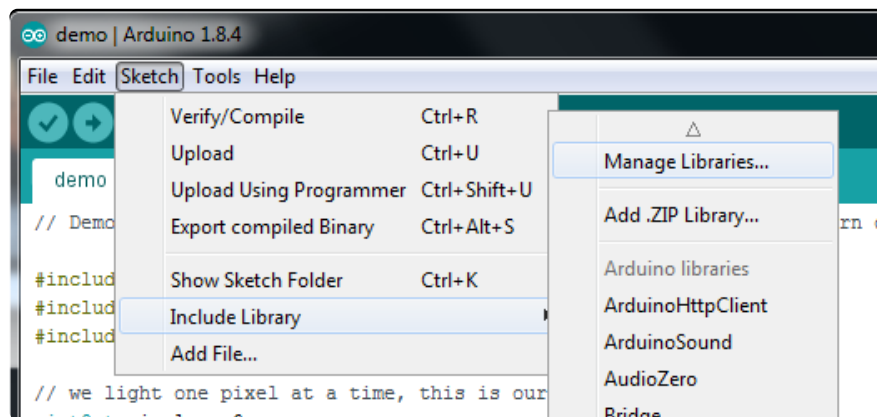 demo | Arduino 1.8.4
File Edit Sketch Tools Help
Verify/Compile Ctrl+R
Upload Ctrl+U
Upload Using Programmer Ctrl+Shift+U
Export compiled Binary Ctrl+Alt+S
Show Sketch Folder Ctrl+K
Include Library
Add File...
Manage Libraries...
Add .ZIP Library...
Arduino libraries
ArduinoHttpClient
ArduinoSound
AudioZero
Bridge
demo
// Demo
rn
#includ
#includ
#includ
// we light one pixel at a time, this is our